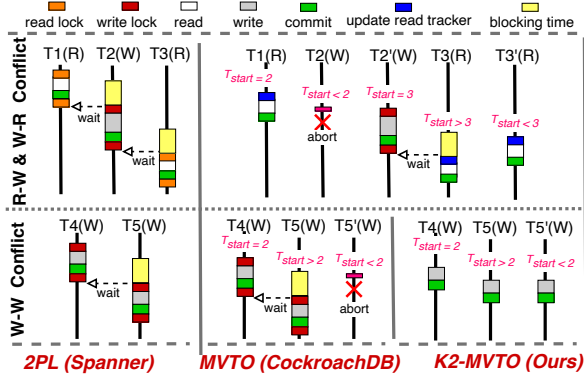 read lock write lock read write commit update read tracker blocking time
R-W & W-R Conflict
T1(R) T2(W) T3(R)
wait
wait
T1(R) T2(W) T2'(W) T3(R) T3'(R)
Tstart = 2 Tstart < 2 Tstart = 3 Tstart > 3 Tstart < 3
abort
wait
W-W Conflict
T4(W) T5(W)
wait
T4(W) T5(W) T5'(W)
Tstart = 2 Tstart > 2 Tstart < 2
wait
abort
T4(W) T5(W) T5'(W)
Tstart = 2 Tstart > 2 Tstart < 2
2PL (Spanner) MVTO (CockroachDB) K2-MVTO (Ours)